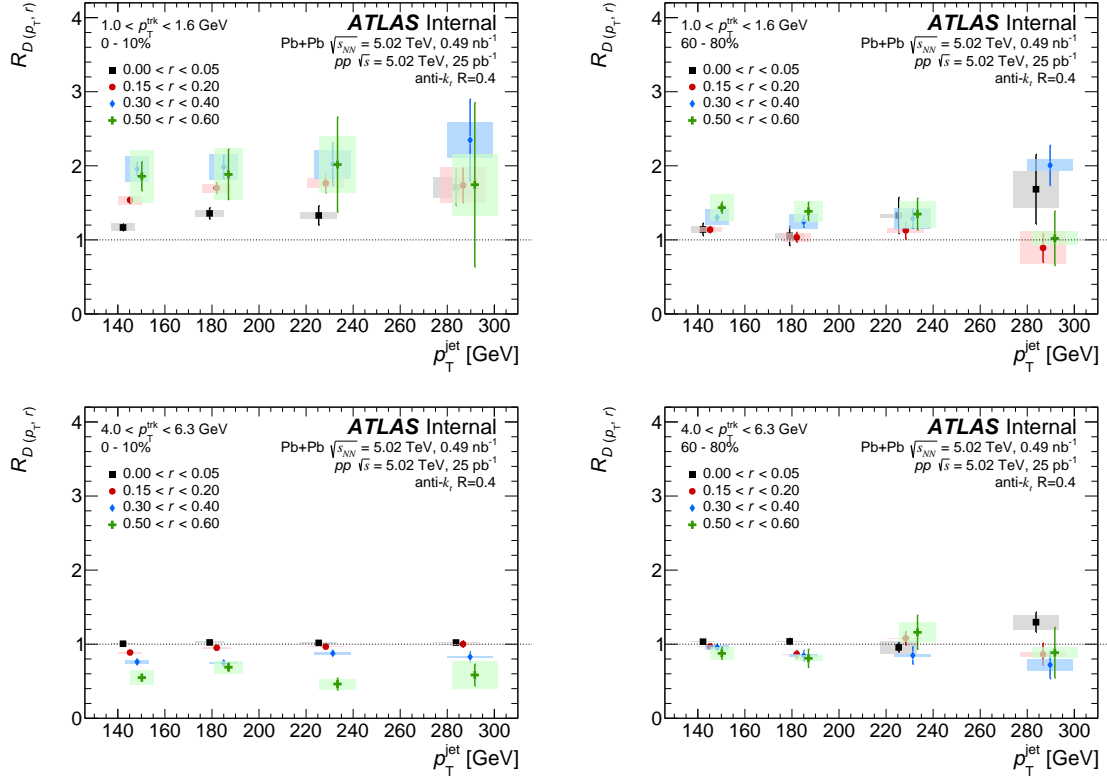 R_D (p_T, r)
1.0 < p_T^trk < 1.6 GeV
0 - 10%
0.00 < r < 0.05
0.15 < r < 0.20
0.30 < r < 0.40
0.50 < r < 0.60
ATLAS Internal
Pb+Pb √s_NN = 5.02 TeV, 0.49 nb^-1
pp √s = 5.02 TeV, 25 pb^-1
anti-k_t R=0.4
4
3
2
1
0
140 160 180 200 220 240 260 280 300
p_T^jet [GeV]
R_D (p_T, r)
1.0 < p_T^trk < 1.6 GeV
60 - 80%
0.00 < r < 0.05
0.15 < r < 0.20
0.30 < r < 0.40
0.50 < r < 0.60
ATLAS Internal
Pb+Pb √s_NN = 5.02 TeV, 0.49 nb^-1
pp √s = 5.02 TeV, 25 pb^-1
anti-k_t R=0.4
4
3
2
1
0
140 160 180 200 220 240 260 280 300
p_T^jet [GeV]
R_D (p_T, r)
4.0 < p_T^trk < 6.3 GeV
0 - 10%
0.00 < r < 0.05
0.15 < r < 0.20
0.30 < r < 0.40
0.50 < r < 0.60
ATLAS Internal
Pb+Pb √s_NN = 5.02 TeV, 0.49 nb^-1
pp √s = 5.02 TeV, 25 pb^-1
anti-k_t R=0.4
4
3
2
1
0
140 160 180 200 220 240 260 280 300
p_T^jet [GeV]
R_D (p_T, r)
4.0 < p_T^trk < 6.3 GeV
60 - 80%
0.00 < r < 0.05
0.15 < r < 0.20
0.30 < r < 0.40
0.50 < r < 0.60
ATLAS Internal
Pb+Pb √s_NN = 5.02 TeV, 0.49 nb^-1
pp √s = 5.02 TeV, 25 pb^-1
anti-k_t R=0.4
4
3
2
1
0
140 160 180 200 220 240 260 280 300
p_T^jet [GeV]